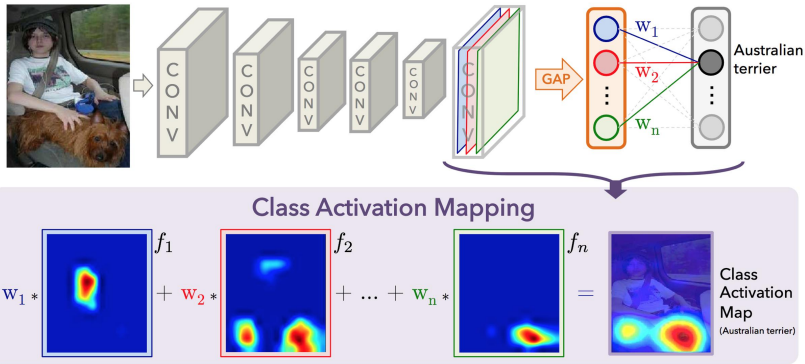 CONV
CONV
CONV
CONV
CONV
CONV
GAP
w₁
w₂
wₙ
Australian
terrier
Class Activation Mapping
w₁ * f₁ + w₂ * f₂ + ... + wₙ * fₙ =
Class
Activation
Map
(Australian terrier)